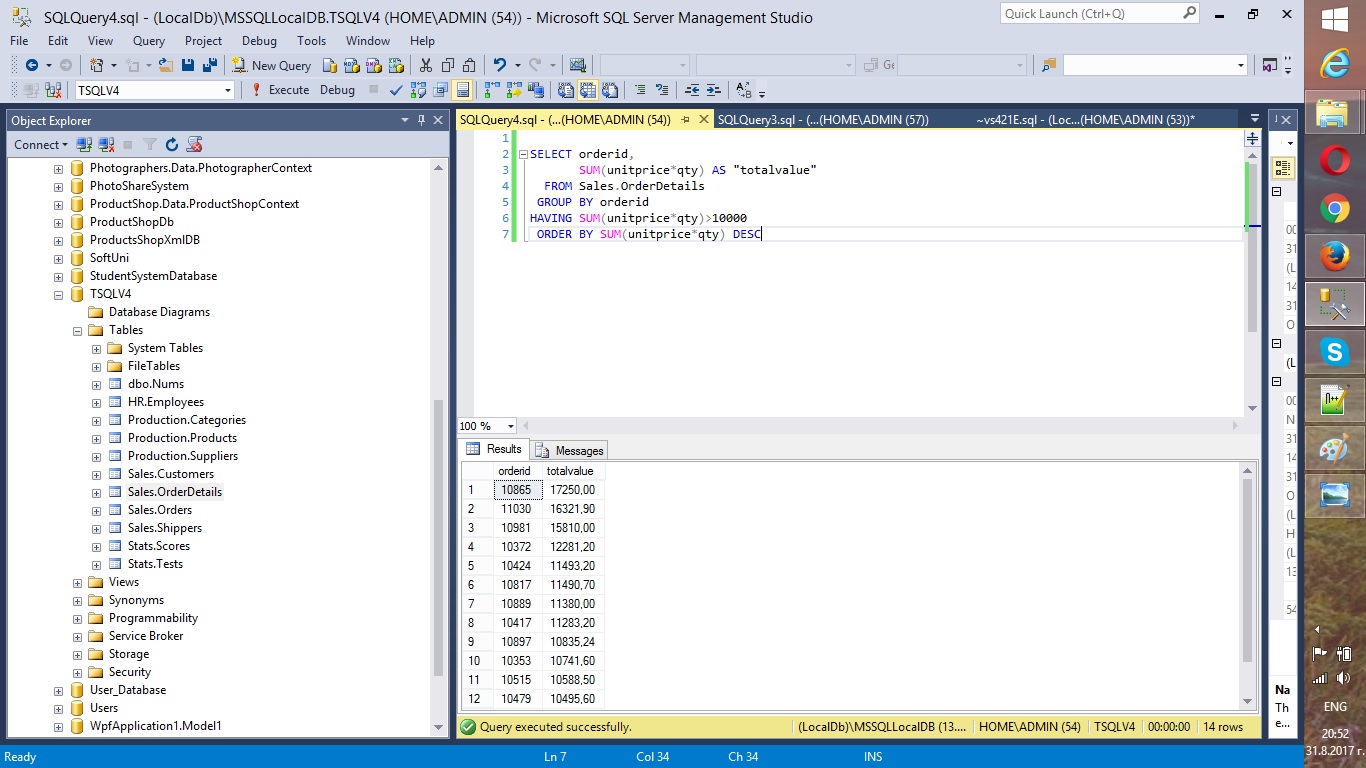 SQLQuery4.sql - (LocalDb)\MSSQLLocalDB.TSQLV4 (HOME\ADMIN (54)) - Microsoft SQL Server Management Studio
Quick Launch (Ctrl+Q)
File Edit View Query Project Debug Tools Window Help
New Query
TSQLV4
Execute Debug
Object Explorer
Connect
Photographers.Data.PhotographerContext
PhotoShareSystem
ProductShop.Data.ProductShopContext
ProductShopDb
ProductsShopXmlDB
SoftUni
StudentSystemDatabase
TSQLV4
Database Diagrams
Tables
System Tables
FileTables
dbo.Nums
HR.Employees
Production.Categories
Production.Products
Production.Suppliers
Sales.Customers
Sales.OrderDetails
Sales.Orders
Sales.Shippers
Stats.Scores
Stats.Tests
Views
Synonyms
Programmability
Service Broker
Storage
Security
User_Database
Users
WpfApplication1.Model1
SQLQuery4.sql - (...(HOME\ADMIN (54)) SQLQuery3.sql - (...(HOME\ADMIN (57)) ~vs421E.sql - (Loc...(HOME\ADMIN (53))*
1
2 SELECT orderid,
3 SUM(unitprice*qty) AS "totalvalue"
4 FROM Sales.OrderDetails
5 GROUP BY orderid
6 HAVING SUM(unitprice*qty)>10000
7 ORDER BY SUM(unitprice*qty) DESC
100 %
Results Messages
orderid totalvalue
1 10865 17250,00
2 11030 16321,90
3 10981 15810,00
4 10372 12281,20
5 10424 11493,20
6 10817 11490,70
7 10889 11380,00
8 10417 11283,20
9 10897 10835,24
10 10353 10741,60
11 10515 10588,50
12 10479 10495,60
Query executed successfully. (LocalDb)\MSSQLLocalDB (13.... HOME\ADMIN (54) TSQLV4 00:00:00 14 rows
Na
Th
e...
Ready Ln 7 Col 34 Ch 34 INS
ENG
20:52
31.8.2017 г.